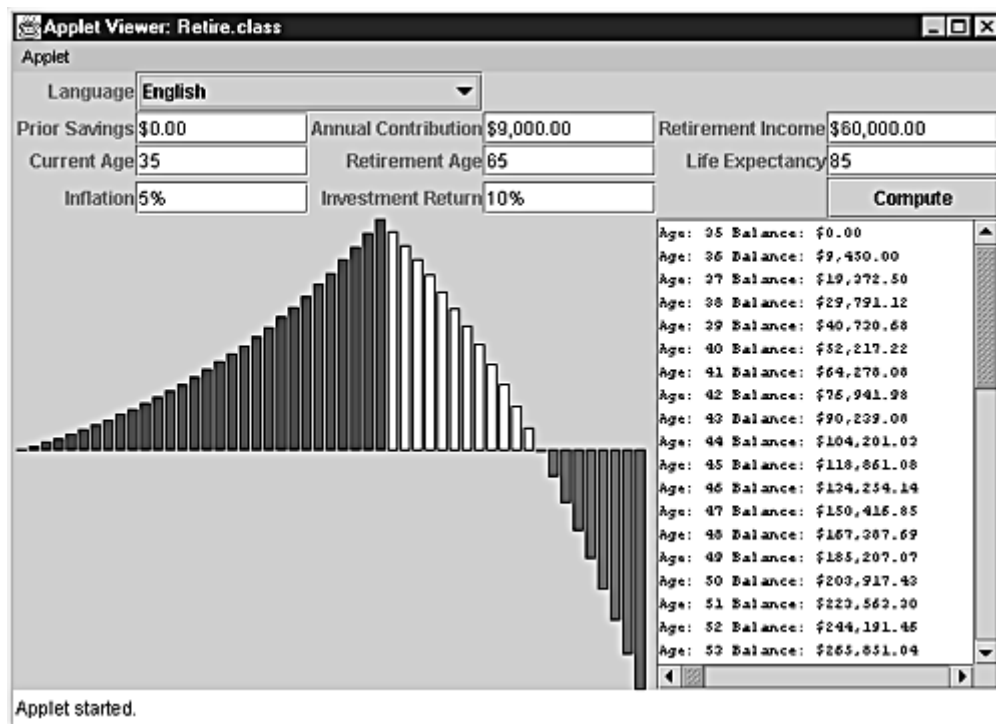 Applet Viewer: Retire.class
Applet
Language English
Prior Savings $0.00 Annual Contribution $9,000.00 Retirement Income $60,000.00
Current Age 35 Retirement Age 65 Life Expectancy 85
Inflation 5% Investment Return 10% Compute
Age: 35 Balance: $0.00
Age: 36 Balance: $9,450.00
Age: 37 Balance: $19,372.50
Age: 38 Balance: $29,791.12
Age: 39 Balance: $40,730.68
Age: 40 Balance: $52,217.22
Age: 41 Balance: $64,278.08
Age: 42 Balance: $76,941.98
Age: 43 Balance: $90,239.08
Age: 44 Balance: $104,201.03
Age: 45 Balance: $118,861.08
Age: 46 Balance: $134,254.14
Age: 47 Balance: $150,416.85
Age: 48 Balance: $167,387.69
Age: 49 Balance: $185,207.07
Age: 50 Balance: $203,917.43
Age: 51 Balance: $223,563.30
Age: 52 Balance: $244,191.46
Age: 53 Balance: $265,851.04
Applet started.